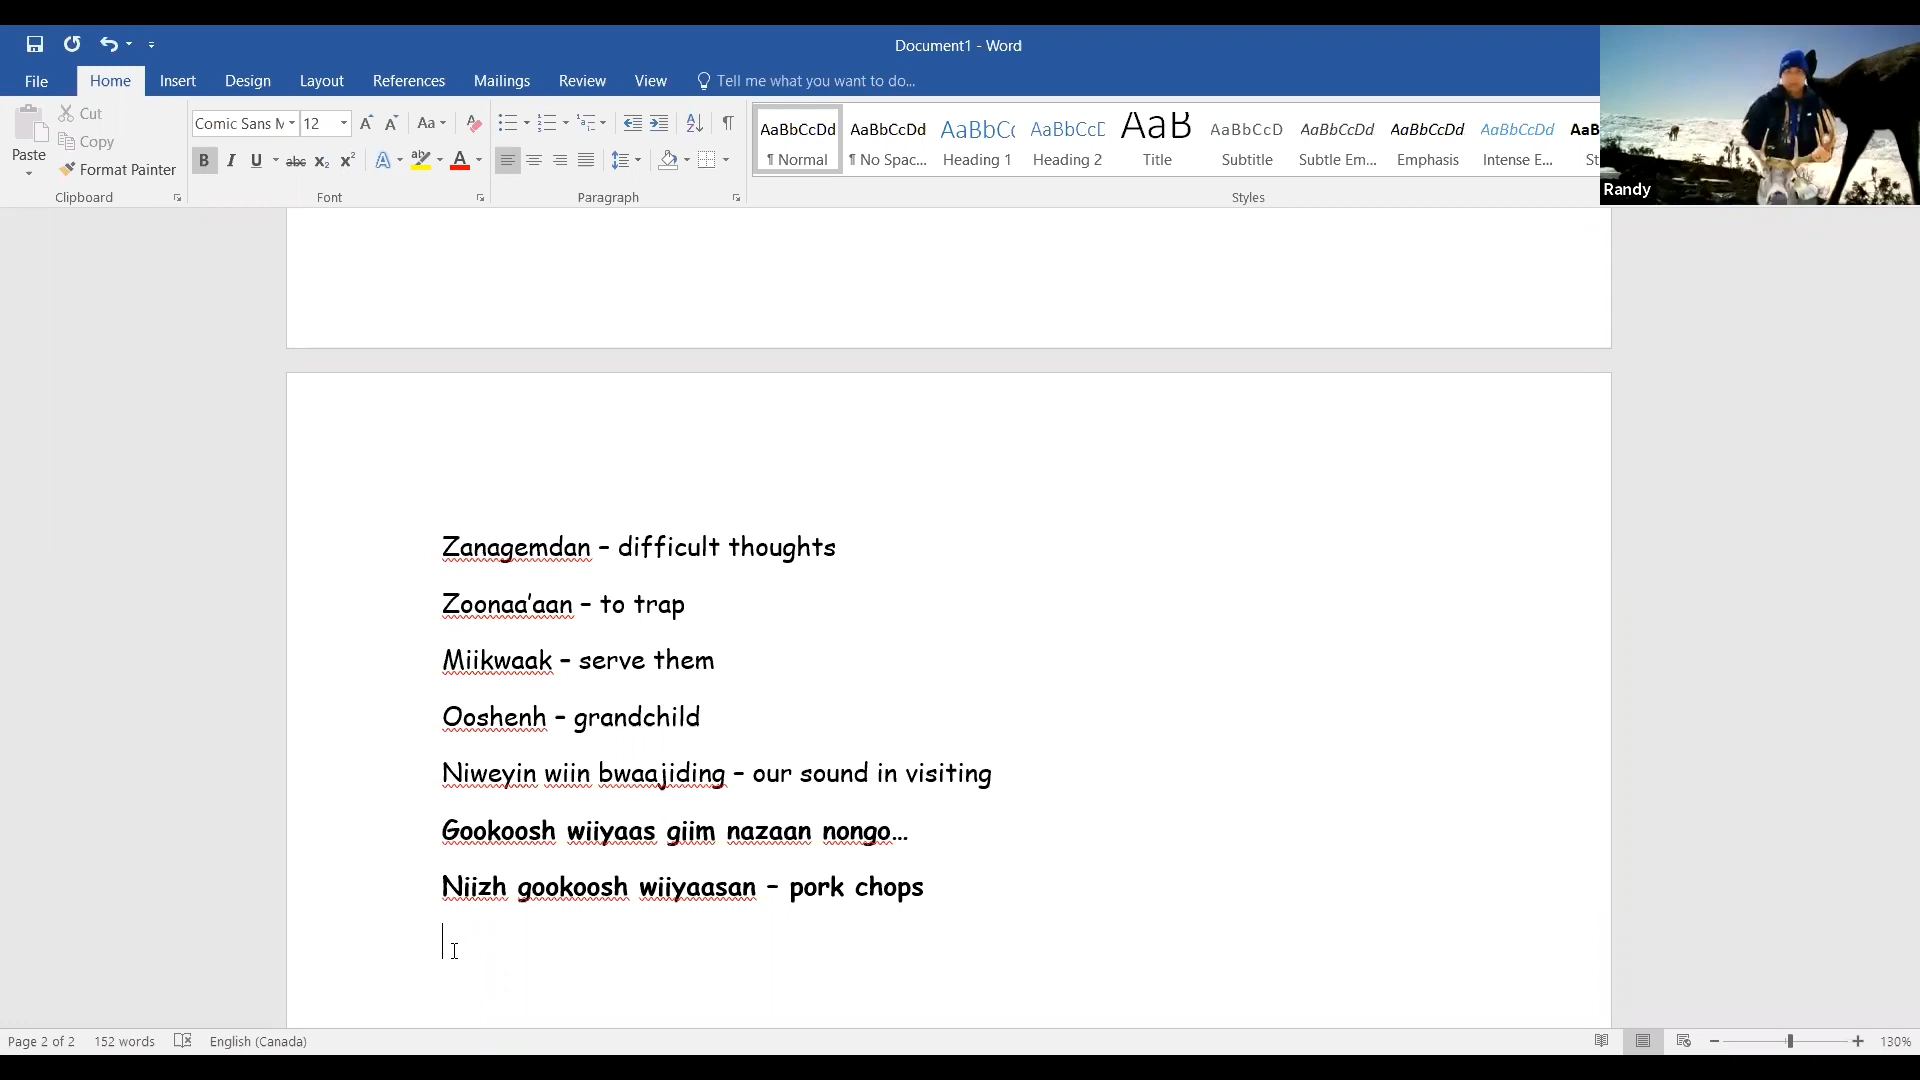 Document1 - Word
File Home Insert Design Layout References Mailings Review View Tell me what you want to do...
Cut
Copy
Paste
Format Painter
Comic Sans M 12
AaBbCcDd AaBbCcDd AaBbCc AaBbCcD AaB AaBbCcD AaBbCcDd AaBbCcDd AaBbCcDd AaBb
¶ Normal ¶ No Spac... Heading 1 Heading 2 Title Subtitle Subtle Em... Emphasis Intense E... St
Clipboard Font Paragraph Styles
Randy
Zanagemdan – difficult thoughts
Zoonaa’aan – to trap
Miikwaak – serve them
Ooshenh – grandchild
Niweyin wiin bwaajiding – our sound in visiting
Gookoosh wiiyaas giim nazaan nongo…
Niizh gookoosh wiiyaasan – pork chops
Page 2 of 2 152 words English (Canada) 130%